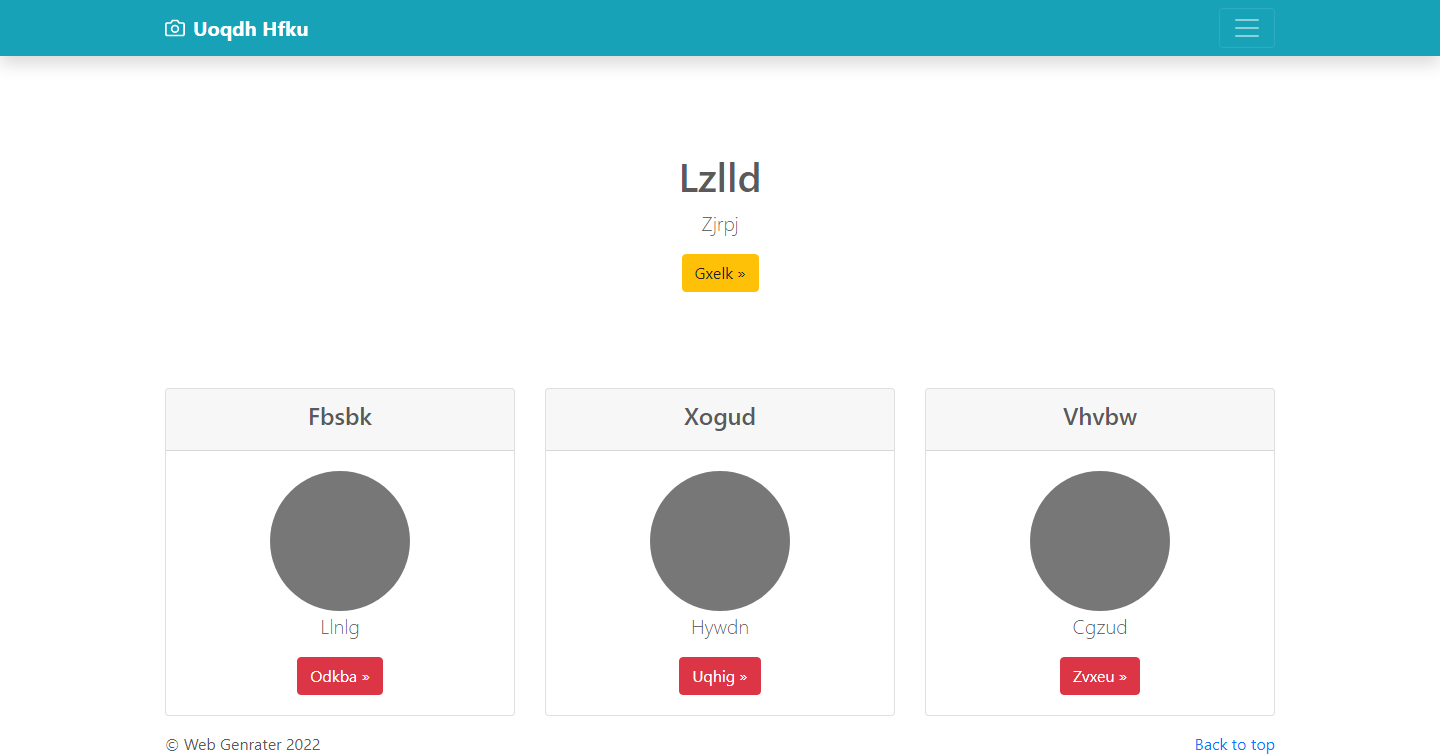 Uoqdh Hfku
Lzlld
Zjrpj
Gxelk »
Fbsbk
Xogud
Vhvbw
Llnlg
Hywdn
Cgzud
Odkba »
Uqhig »
Zvxeu »
© Web Genrater 2022
Back to top